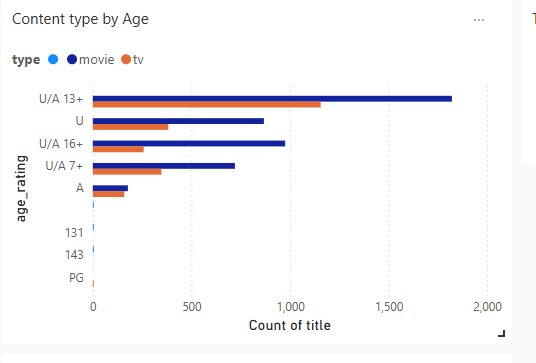 Content type by Age
type movie tv
U/A 13+
U
U/A 16+
U/A 7+
A
131
143
PG
age_rating
0 500 1,000 1,500 2,000
Count of title